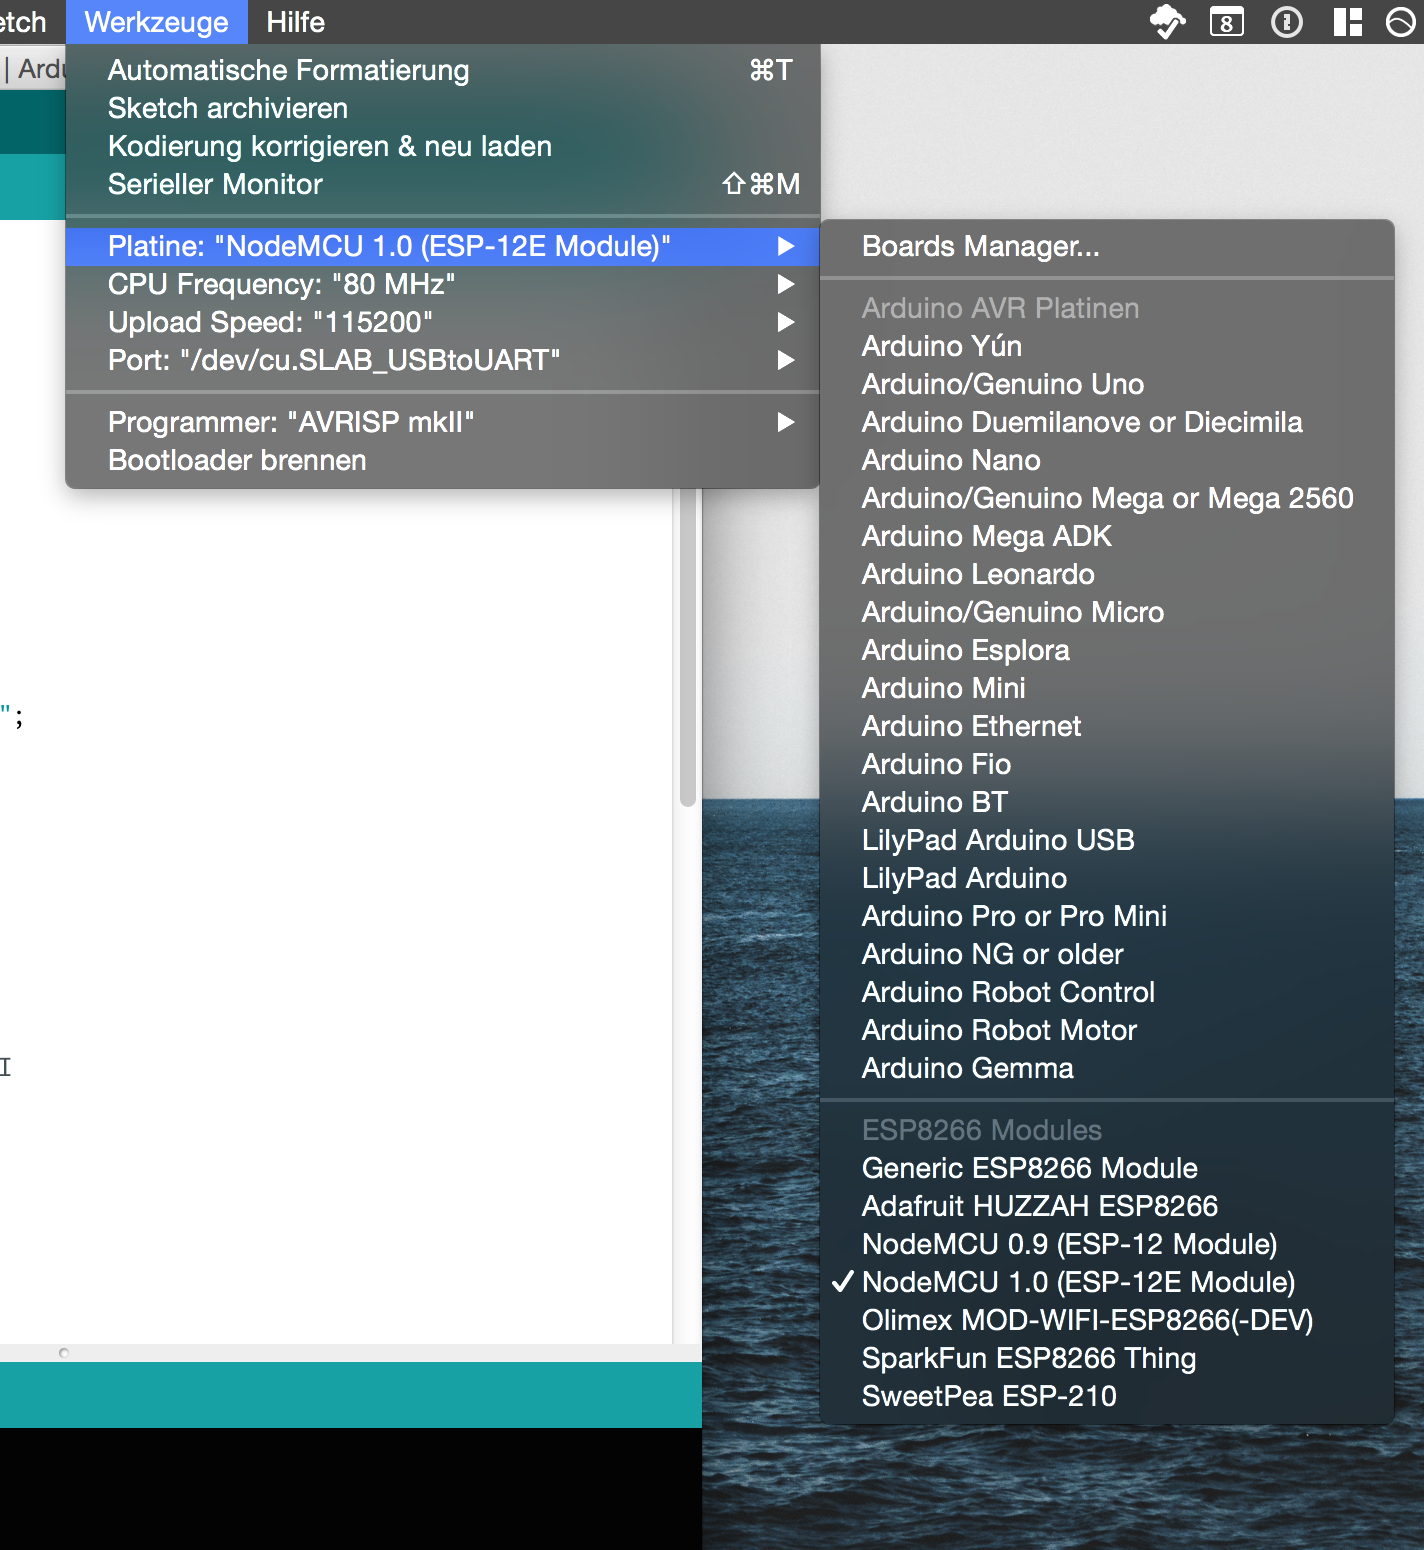 etch Werkzeuge Hilfe 8
| Ardu
Automatische Formatierung ⌘T
Sketch archivieren
Kodierung korrigieren & neu laden
Serieller Monitor ⇧⌘M
Platine: "NodeMCU 1.0 (ESP-12E Module)"
CPU Frequency: "80 MHz"
Upload Speed: "115200"
Port: "/dev/cu.SLAB_USBtoUART"
Programmer: "AVRISP mkII"
Bootloader brennen
Boards Manager...
Arduino AVR Platinen
Arduino Yún
Arduino/Genuino Uno
Arduino Duemilanove or Diecimila
Arduino Nano
Arduino/Genuino Mega or Mega 2560
Arduino Mega ADK
Arduino Leonardo
Arduino/Genuino Micro
Arduino Esplora
Arduino Mini
Arduino Ethernet
Arduino Fio
Arduino BT
LilyPad Arduino USB
LilyPad Arduino
Arduino Pro or Pro Mini
Arduino NG or older
Arduino Robot Control
Arduino Robot Motor
Arduino Gemma
ESP8266 Modules
Generic ESP8266 Module
Adafruit HUZZAH ESP8266
NodeMCU 0.9 (ESP-12 Module)
✓ NodeMCU 1.0 (ESP-12E Module)
Olimex MOD-WIFI-ESP8266(-DEV)
SparkFun ESP8266 Thing
SweetPea ESP-210
";